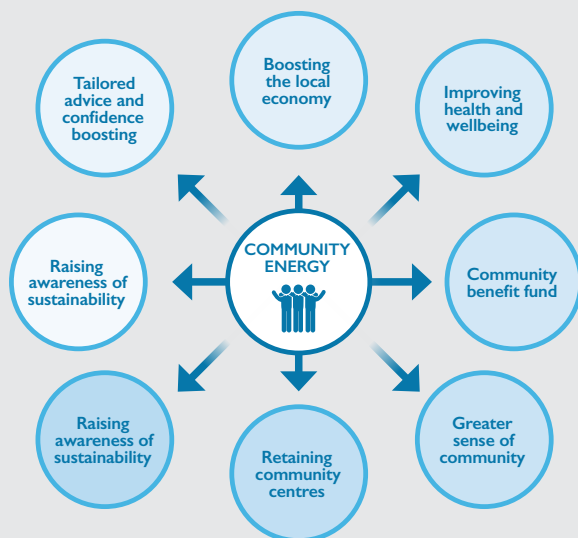 Boosting
the local
economy
Tailored
advice and
confidence
boosting
Improving
health and
wellbeing
COMMUNITY
ENERGY
Raising
awareness of
sustainability
Community
benefit fund
Raising
awareness of
sustainability
Retaining
community
centres
Greater
sense of
community